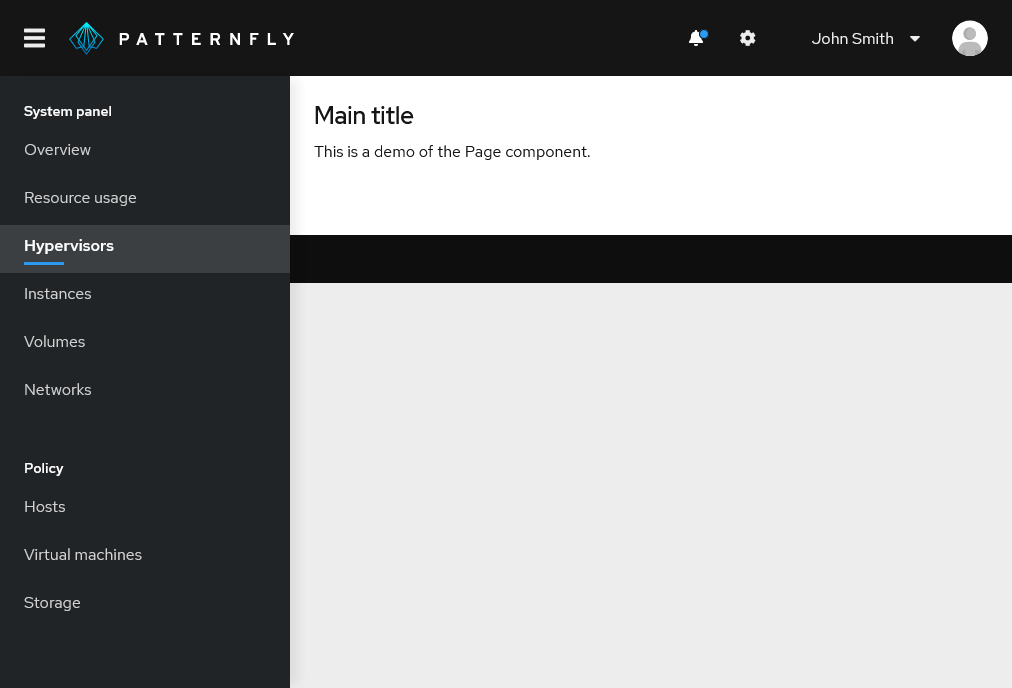 PATTERNFLY
John Smith
System panel
Overview
Resource usage
Hypervisors
Instances
Volumes
Networks
Policy
Hosts
Virtual machines
Storage
Main title
This is a demo of the Page component.